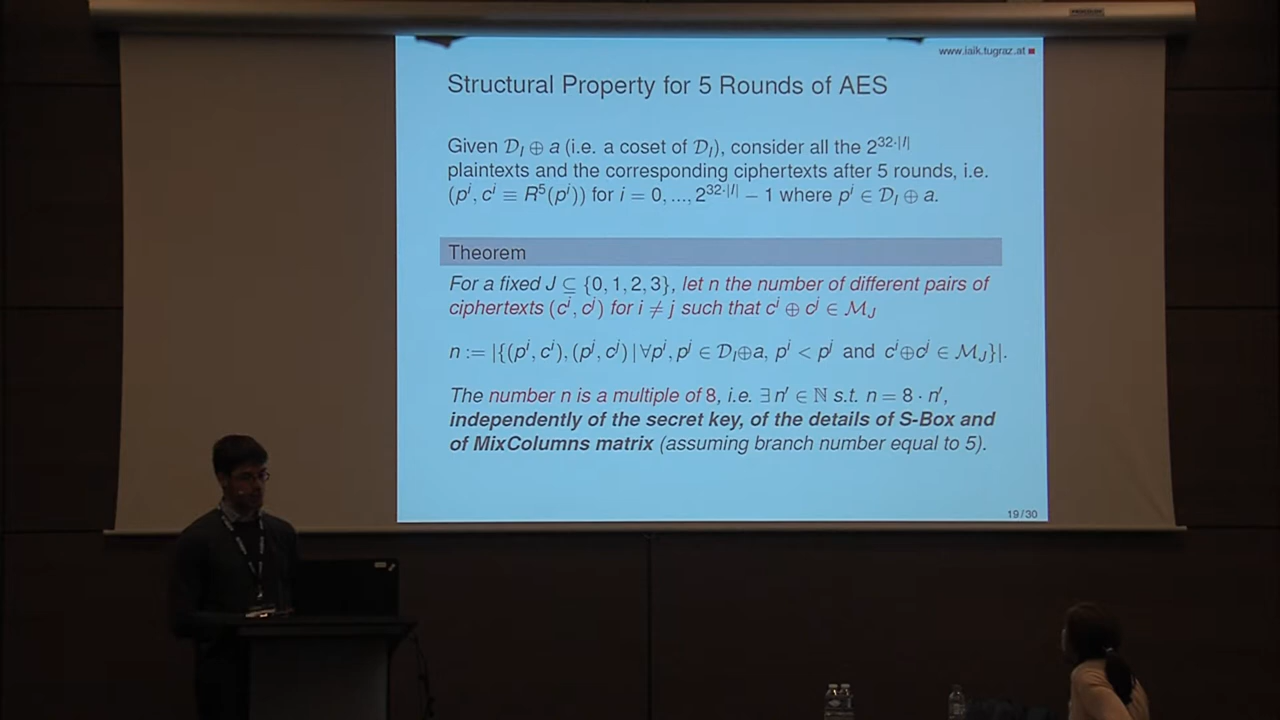 www.iaik.tugraz.at
Structural Property for 5 Rounds of AES
Given 𝒟_I ⊕ a (i.e. a coset of 𝒟_I), consider all the 2^{32·|I|}
plaintexts and the corresponding ciphertexts after 5 rounds, i.e.
(p^i, c^i ≡ R^5(p^i)) for i = 0, ..., 2^{32·|I|} − 1 where p^i ∈ 𝒟_I ⊕ a.
Theorem
For a fixed J ⊆ {0, 1, 2, 3}, let n the number of different pairs of
ciphertexts (c^i, c^j) for i ≠ j such that c^i ⊕ c^j ∈ ℳ_J
n := |{(p^i, c^i), (p^j, c^j) | ∀p^i, p^j ∈ 𝒟_I⊕a, p^i < p^j and c^i⊕c^j ∈ ℳ_J}|.
The number n is a multiple of 8, i.e. ∃ n′ ∈ ℕ s.t. n = 8 · n′,
independently of the secret key, of the details of S-Box and
of MixColumns matrix (assuming branch number equal to 5).
19/30